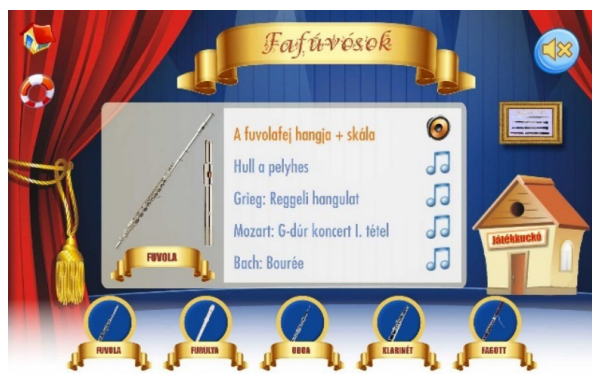 Fafúvósok
A fuvolafej hangja + skála
Hull a pelyhes
Grieg: Reggeli hangulat
Mozart: G-dúr koncert I. tétel
Bach: Bourée
FUVOLA
Játékkuckó
FUVOLA
FURULYA
OBOA
KLARINÉT
FAGOTT